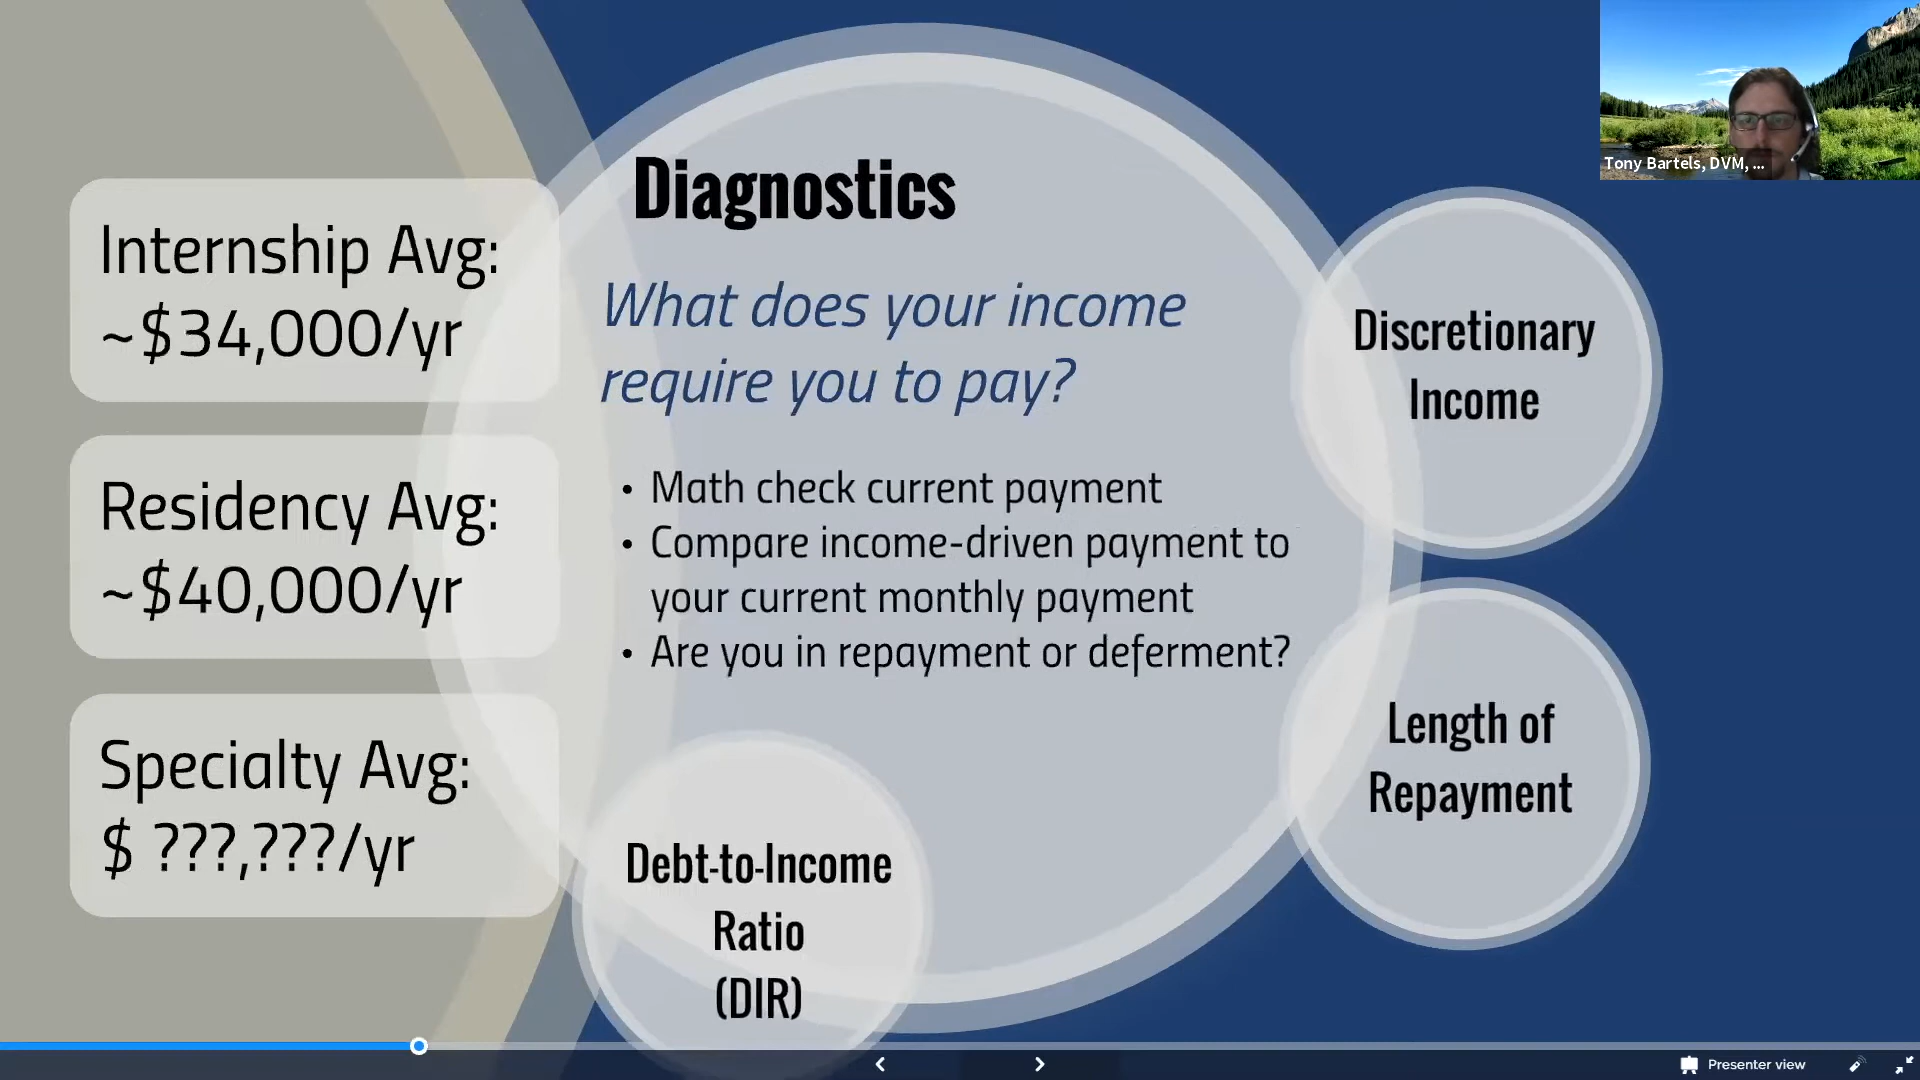 Tony Bartels, DVM, ...
Internship Avg:
~$34,000/yr
Residency Avg:
~$40,000/yr
Specialty Avg:
$ ???,???/yr
Diagnostics
What does your income
require you to pay?
• Math check current payment
• Compare income-driven payment to
your current monthly payment
• Are you in repayment or deferment?
Discretionary
Income
Length of
Repayment
Debt-to-Income
Ratio
(DIR)
Presenter view